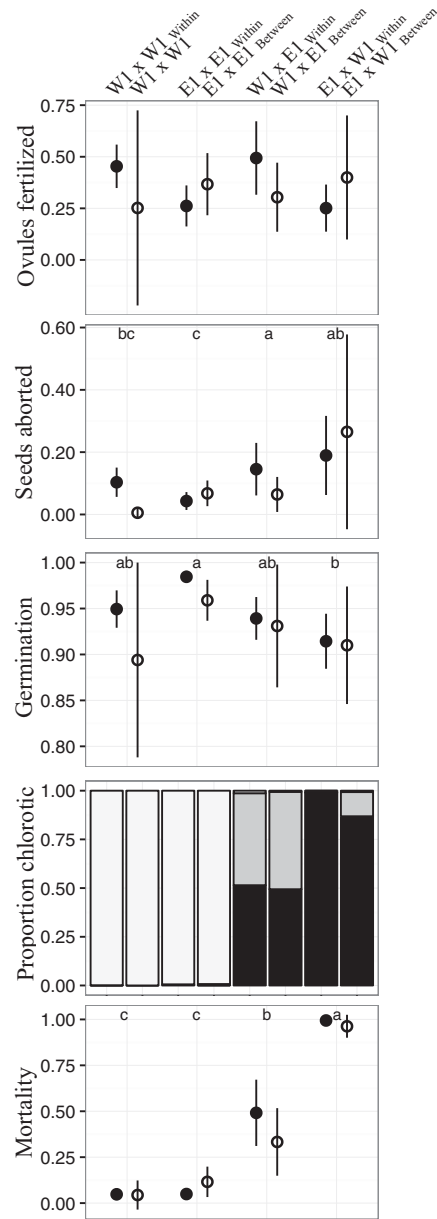 W1 x W1 Within
W1 x W1
E1 x E1 Within
E1 x E1 Between
W1 x E1 Within
W1 x E1 Between
E1 x W1 Within
E1 x W1 Between
Ovules fertilized
0.75
0.50
0.25
0.00
Seeds aborted
0.60
0.40
0.20
0.00
bc c a ab
Germination
1.00
0.95
0.90
0.85
0.80
ab a ab b
Proportion chlorotic
1.00
0.75
0.50
0.25
0.00
Mortality
1.00
0.75
0.50
0.25
0.00
c c b a